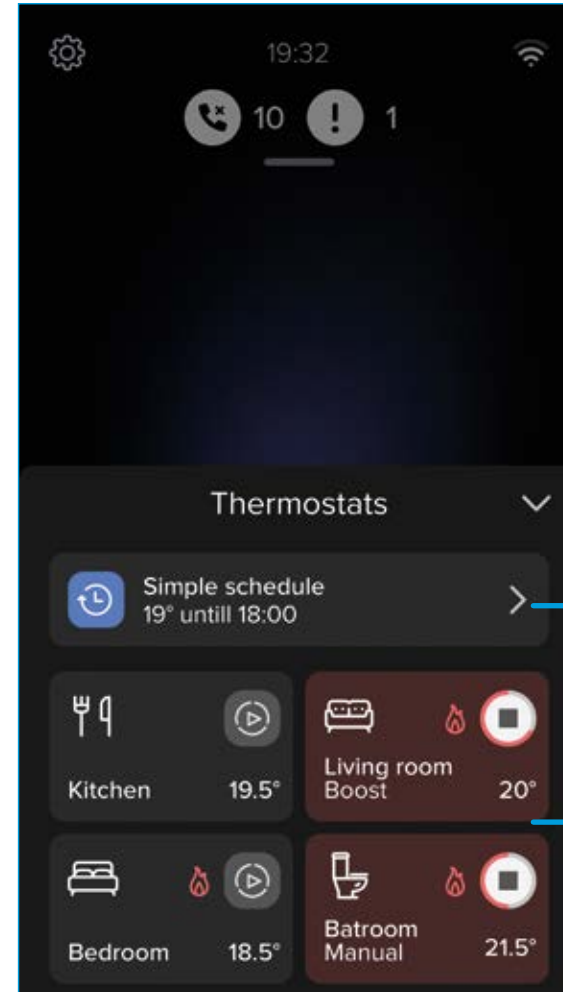 19:32
10 1
Thermostats
Simple schedule
19° untill 18:00
Kitchen 19.5°
Living room
Boost 20°
Bedroom 18.5°
Batroom
Manual 21.5°